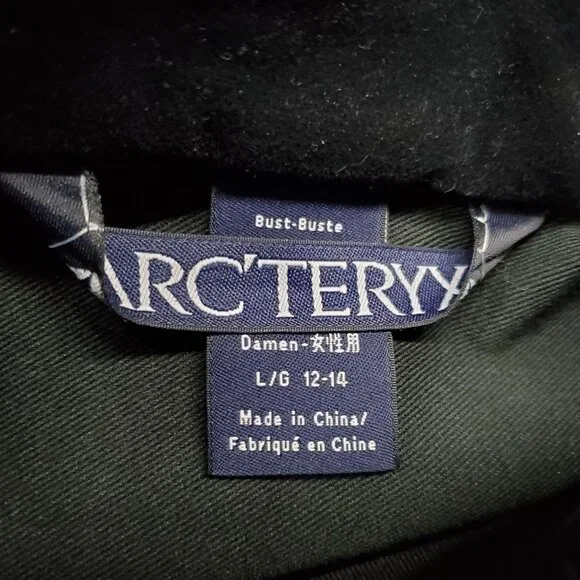 Bust-Buste
ARC'TERYX
Damen-女性用
L/G 12-14
Made in China/
Fabriqué en Chine